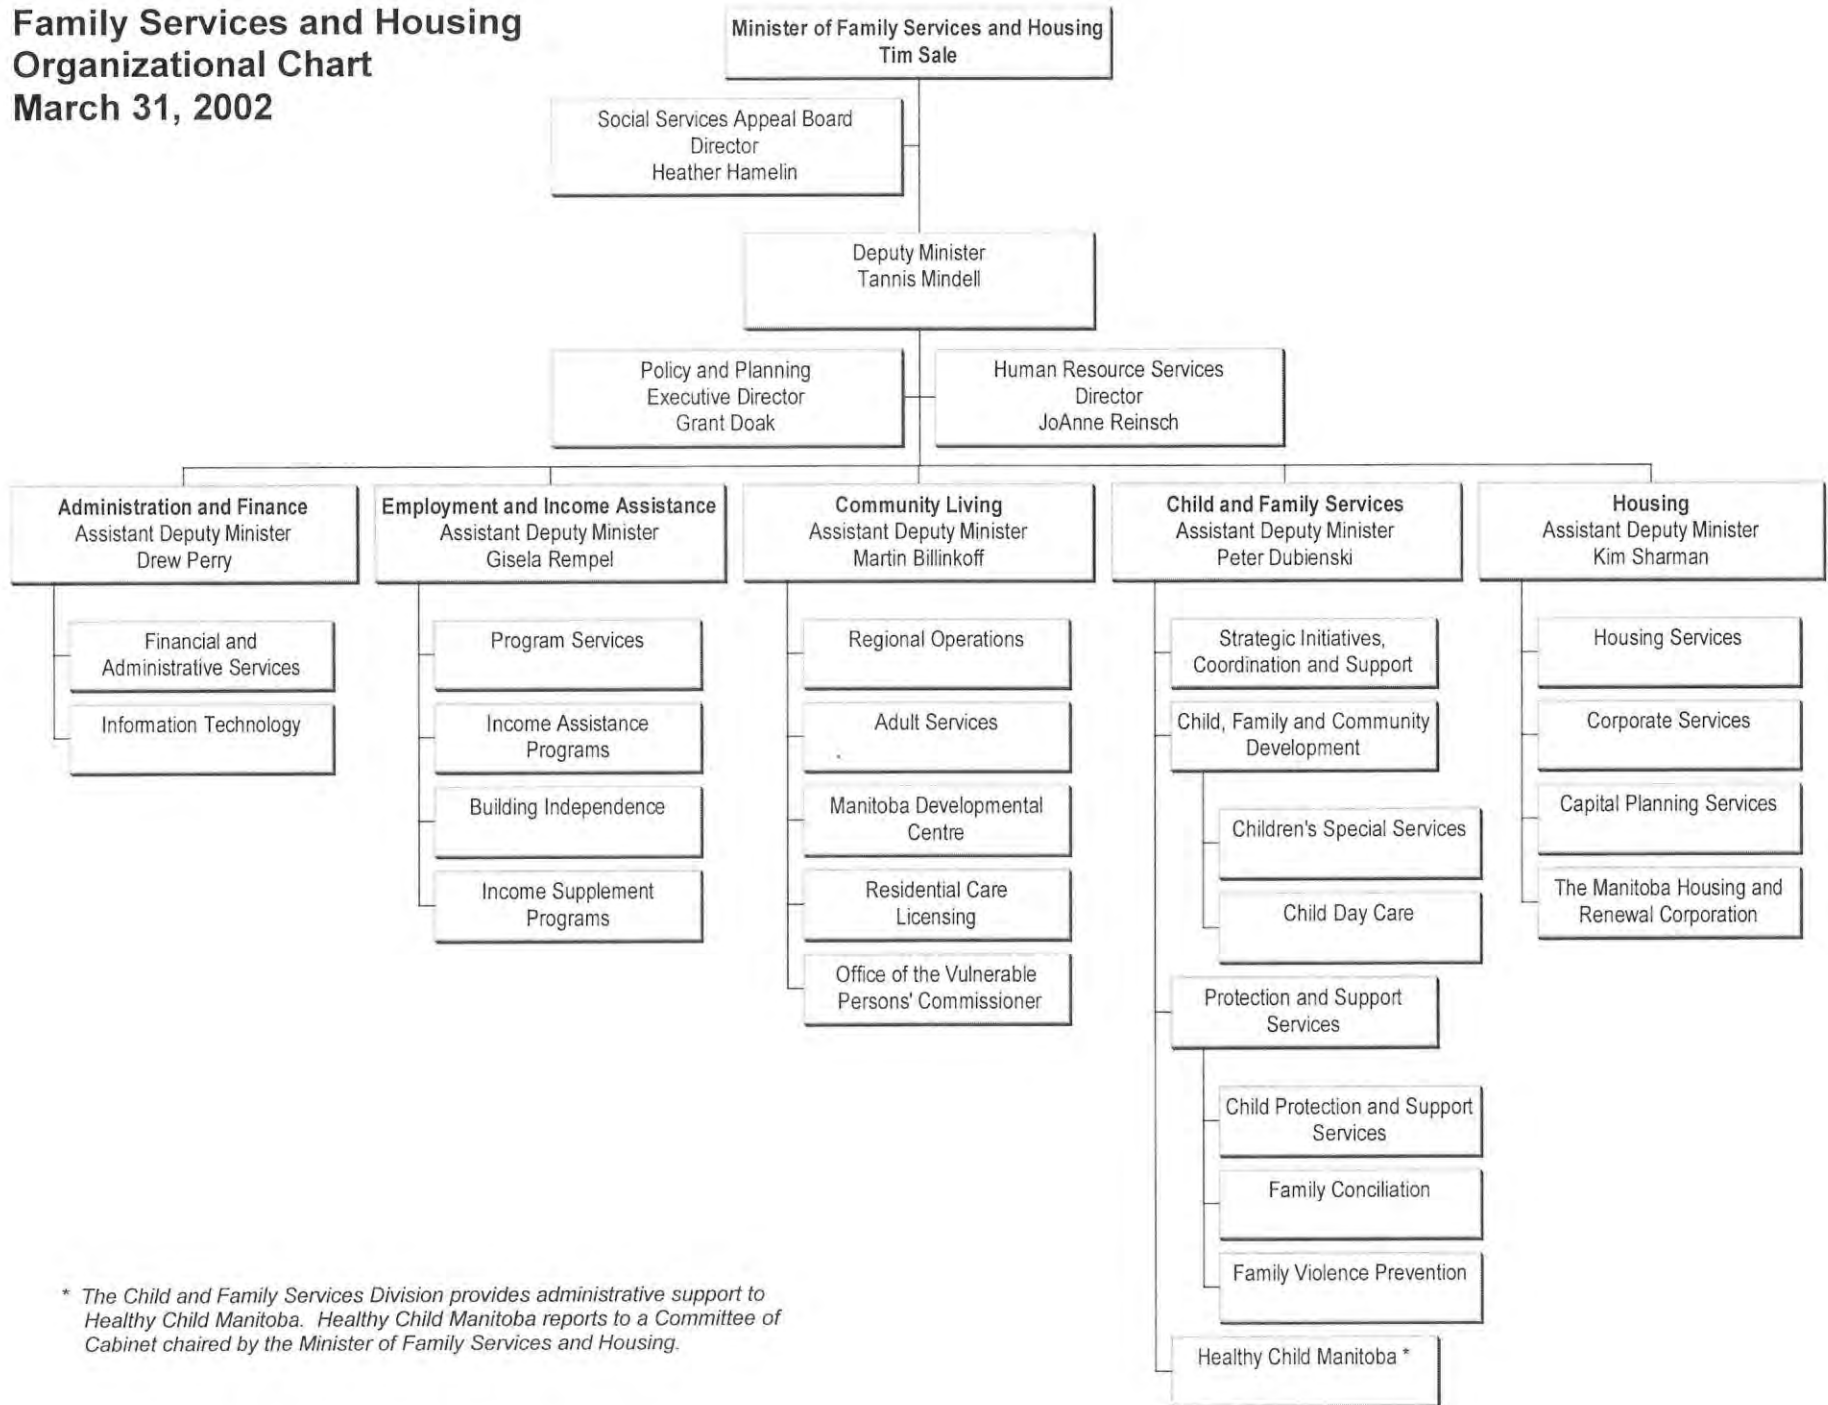 Family Services and Housing
Organizational Chart
March 31, 2002
Minister of Family Services and Housing
Tim Sale
Social Services Appeal Board
Director
Heather Hamelin
Deputy Minister
Tannis Mindell
Policy and Planning
Executive Director
Grant Doak
Human Resource Services
Director
JoAnne Reinsch
Administration and Finance
Assistant Deputy Minister
Drew Perry
Financial and
Administrative Services
Information Technology
Employment and Income Assistance
Assistant Deputy Minister
Gisela Rempel
Program Services
Income Assistance
Programs
Building Independence
Income Supplement
Programs
Community Living
Assistant Deputy Minister
Martin Billinkoff
Regional Operations
Adult Services
Manitoba Developmental
Centre
Residential Care
Licensing
Office of the Vulnerable
Persons' Commissioner
Child and Family Services
Assistant Deputy Minister
Peter Dubienski
Strategic Initiatives,
Coordination and Support
Child, Family and Community
Development
Children's Special Services
Child Day Care
Protection and Support
Services
Child Protection and Support
Services
Family Conciliation
Family Violence Prevention
Healthy Child Manitoba *
Housing
Assistant Deputy Minister
Kim Sharman
Housing Services
Corporate Services
Capital Planning Services
The Manitoba Housing and
Renewal Corporation
* The Child and Family Services Division provides administrative support to
Healthy Child Manitoba. Healthy Child Manitoba reports to a Committee of
Cabinet chaired by the Minister of Family Services and Housing.